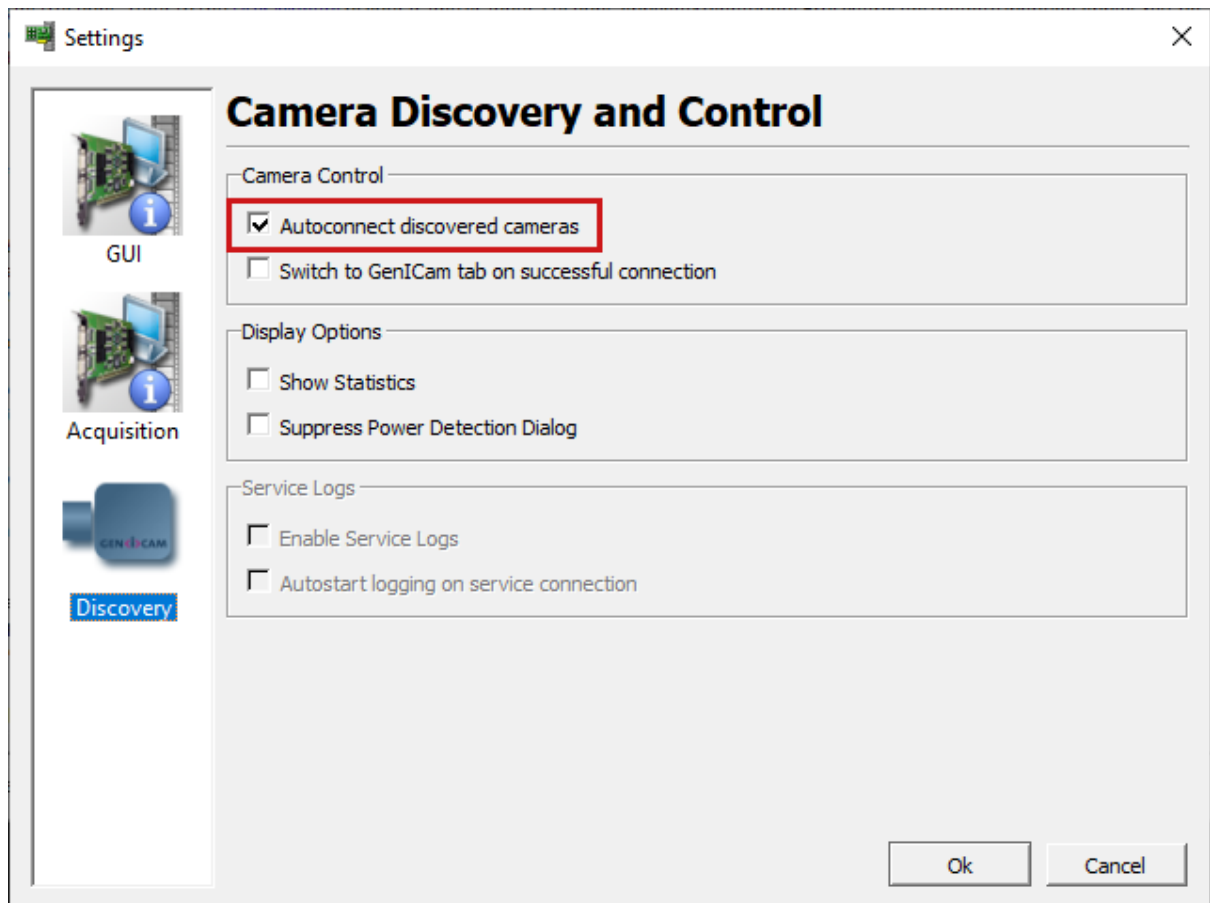 Settings
Camera Discovery and Control
Camera Control
Autoconnect discovered cameras
Switch to GenICam tab on successful connection
Display Options
Show Statistics
Suppress Power Detection Dialog
Service Logs
Enable Service Logs
Autostart logging on service connection
GUI
Acquisition
GEN<i>CAM
Discovery
Ok
Cancel